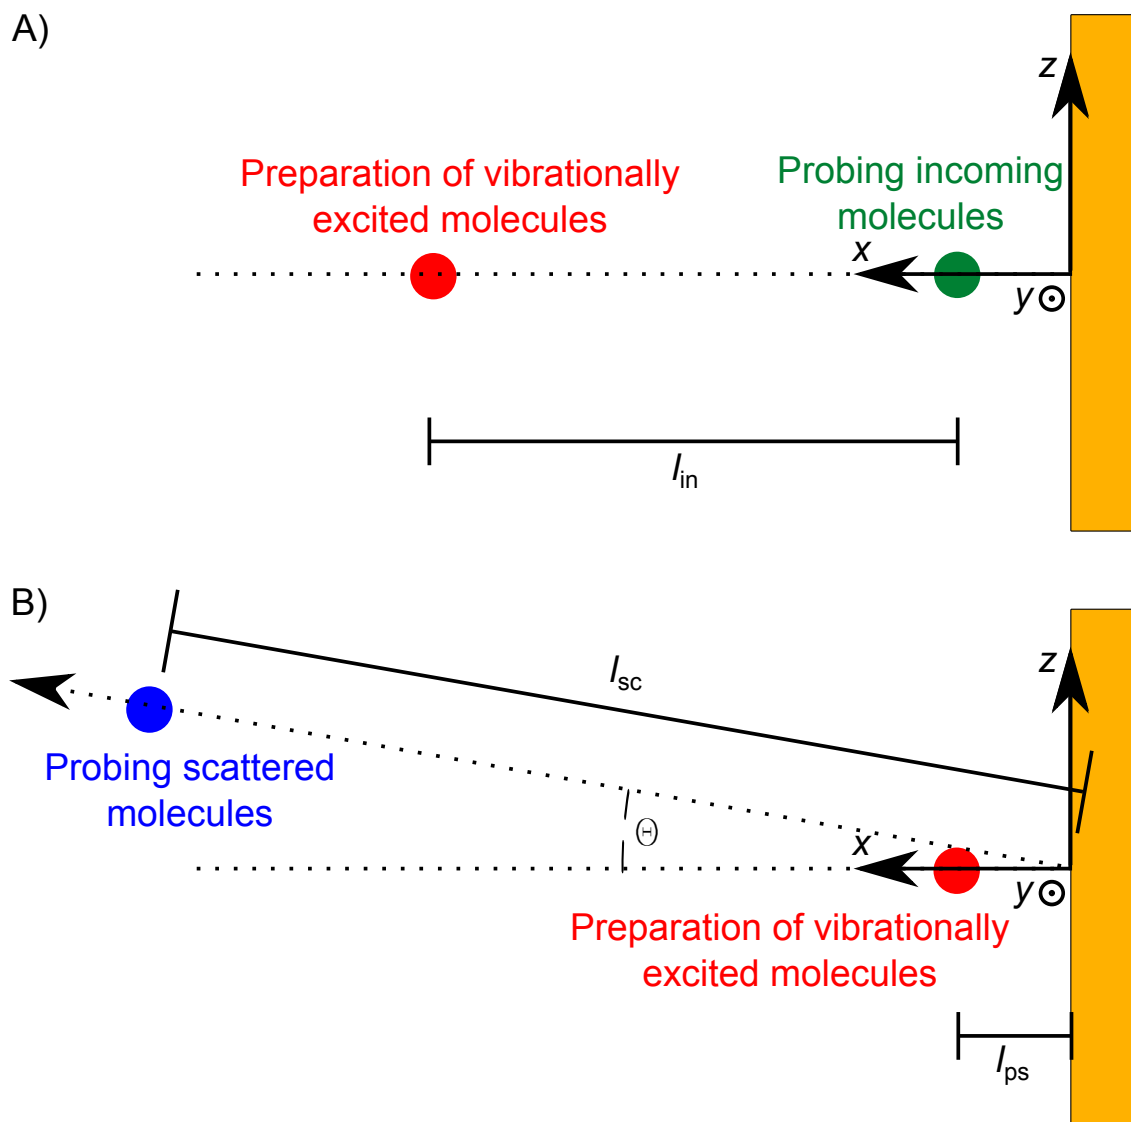 A)
z
Preparation of vibrationally
excited molecules
Probing incoming
molecules
x
y
l_in
B)
z
l_sc
Probing scattered
molecules
Θ
x
y
Preparation of vibrationally
excited molecules
l_ps